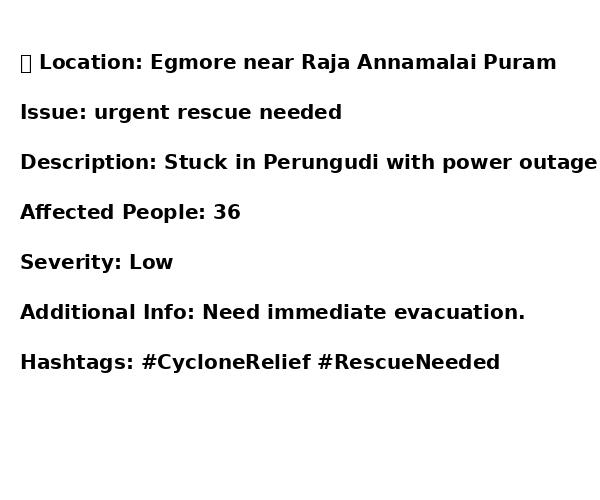 Location: Egmore near Raja Annamalai Puram
Issue: urgent rescue needed
Description: Stuck in Perungudi with power outage
Affected People: 36
Severity: Low
Additional Info: Need immediate evacuation.
Hashtags: #CycloneRelief #RescueNeeded